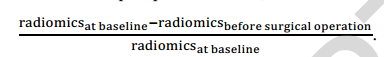 radiomics at baseline−radiomics before surgical operation
radiomics at baseline.